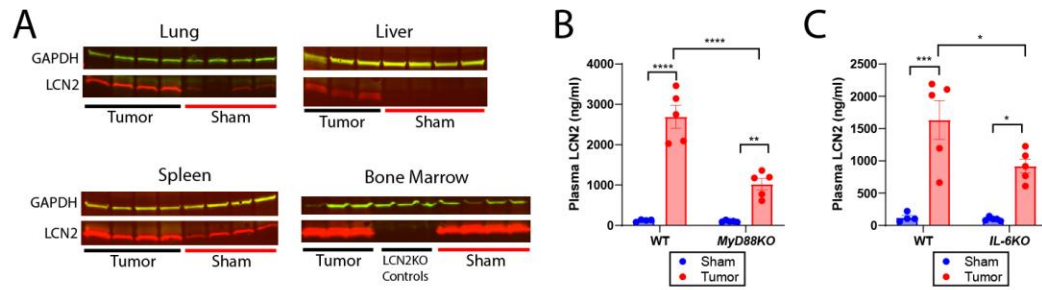 A
Lung
Liver
GAPDH
LCN2
Tumor
Sham
Tumor
Sham
Spleen
Bone Marrow
GAPDH
LCN2
Tumor
Sham
Tumor
LCN2KO
Controls
Sham
B
****
****
**
Plasma LCN2 (ng/ml)
4000
3000
2000
1000
0
WT
MyD88KO
Sham
Tumor
C
*
***
*
Plasma LCN2 (ng/ml)
2500
2000
1500
1000
500
0
WT
IL-6KO
Sham
Tumor